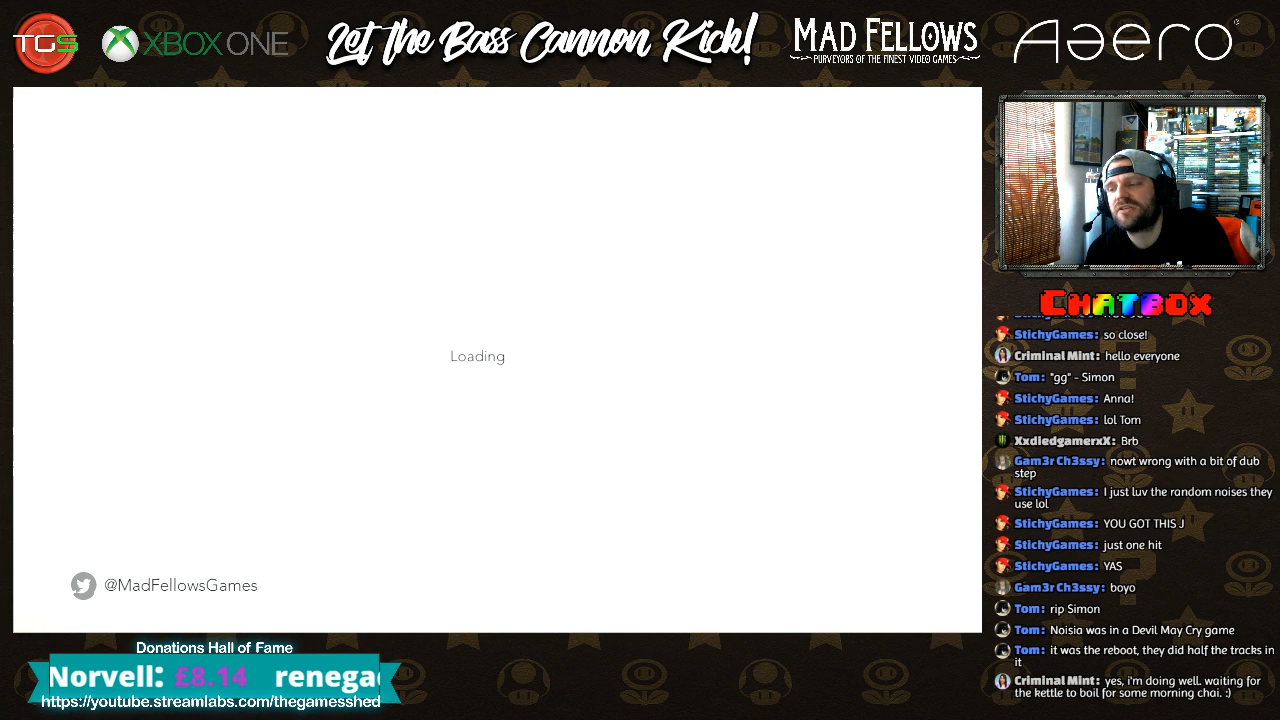 TGS XBOX ONE Let the Bass Cannon Kick! MAD FELLOWS Aaero
PURVEYORS OF THE FINEST VIDEO GAMES
Loading
@MadFellowsGames
Donations Hall of Fame
Norvell: £8.14 renega
https://youtube.streamlabs.com/thegamesshed
CHATBOX
StichyGames: so close!
Criminal Mint: hello everyone
Tom: "gg" - Simon
StichyGames: Anna!
StichyGames: lol Tom
XxdiedgamerxX: Brb
Gam3r Ch3ssy: nowt wrong with a bit of dub
step
StichyGames: I just luv the random noises they
use lol
StichyGames: YOU GOT THIS J
StichyGames: just one hit
StichyGames: YAS
Gam3r Ch3ssy: boyo
Tom: rip Simon
Tom: Noisia was in a Devil May Cry game
Tom: it was the reboot, they did half the tracks in
it
Criminal Mint: yes, i'm doing well. waiting for
the kettle to boil for some morning chai. :)